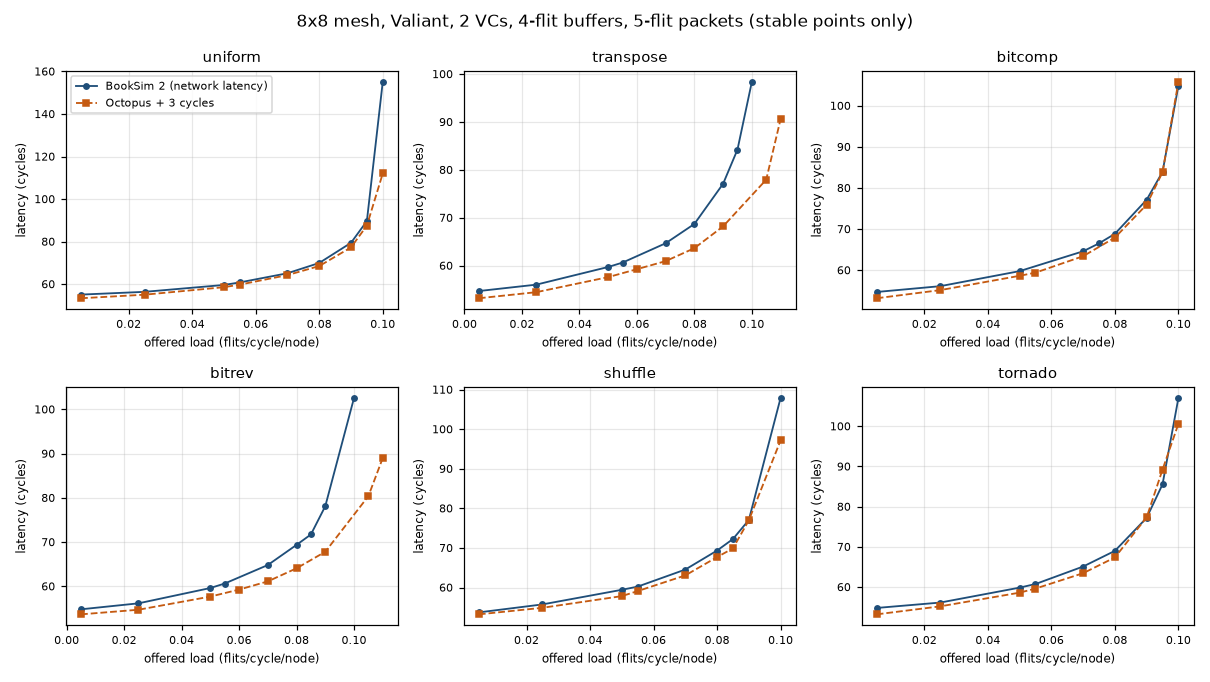 8x8 mesh, Valiant, 2 VCs, 4-flit buffers, 5-flit packets (stable points only)
uniform
160
140
120
100
80
60
latency (cycles)
BookSim 2 (network latency)
Octopus + 3 cycles
0.02 0.04 0.06 0.08 0.10
offered load (flits/cycle/node)
transpose
100
90
80
70
60
latency (cycles)
0.00 0.02 0.04 0.06 0.08 0.10
offered load (flits/cycle/node)
bitcomp
100
90
80
70
60
latency (cycles)
0.02 0.04 0.06 0.08 0.10
offered load (flits/cycle/node)
bitrev
100
90
80
70
60
latency (cycles)
0.00 0.02 0.04 0.06 0.08 0.10
offered load (flits/cycle/node)
shuffle
110
100
90
80
70
60
latency (cycles)
0.02 0.04 0.06 0.08 0.10
offered load (flits/cycle/node)
tornado
100
90
80
70
60
latency (cycles)
0.02 0.04 0.06 0.08 0.10
offered load (flits/cycle/node)